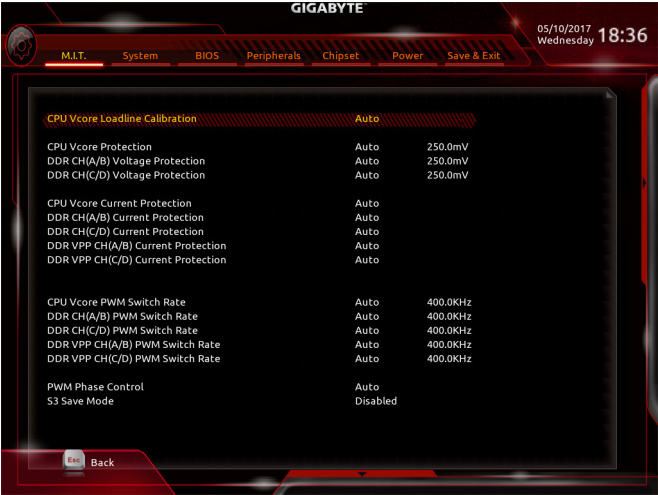 GIGABYTE
05/10/2017
Wednesday 18:36
M.I.T. System BIOS Peripherals Chipset Power Save & Exit
CPU Vcore Loadline Calibration Auto
CPU Vcore Protection Auto 250.0mV
DDR CH(A/B) Voltage Protection Auto 250.0mV
DDR CH(C/D) Voltage Protection Auto 250.0mV
CPU Vcore Current Protection Auto
DDR CH(A/B) Current Protection Auto
DDR CH(C/D) Current Protection Auto
DDR VPP CH(A/B) Current Protection Auto
DDR VPP CH(C/D) Current Protection Auto
CPU Vcore PWM Switch Rate Auto 400.0KHz
DDR CH(A/B) PWM Switch Rate Auto 400.0KHz
DDR CH(C/D) PWM Switch Rate Auto 400.0KHz
DDR VPP CH(A/B) PWM Switch Rate Auto 400.0KHz
DDR VPP CH(C/D) PWM Switch Rate Auto 400.0KHz
PWM Phase Control Auto
S3 Save Mode Disabled
Esc Back